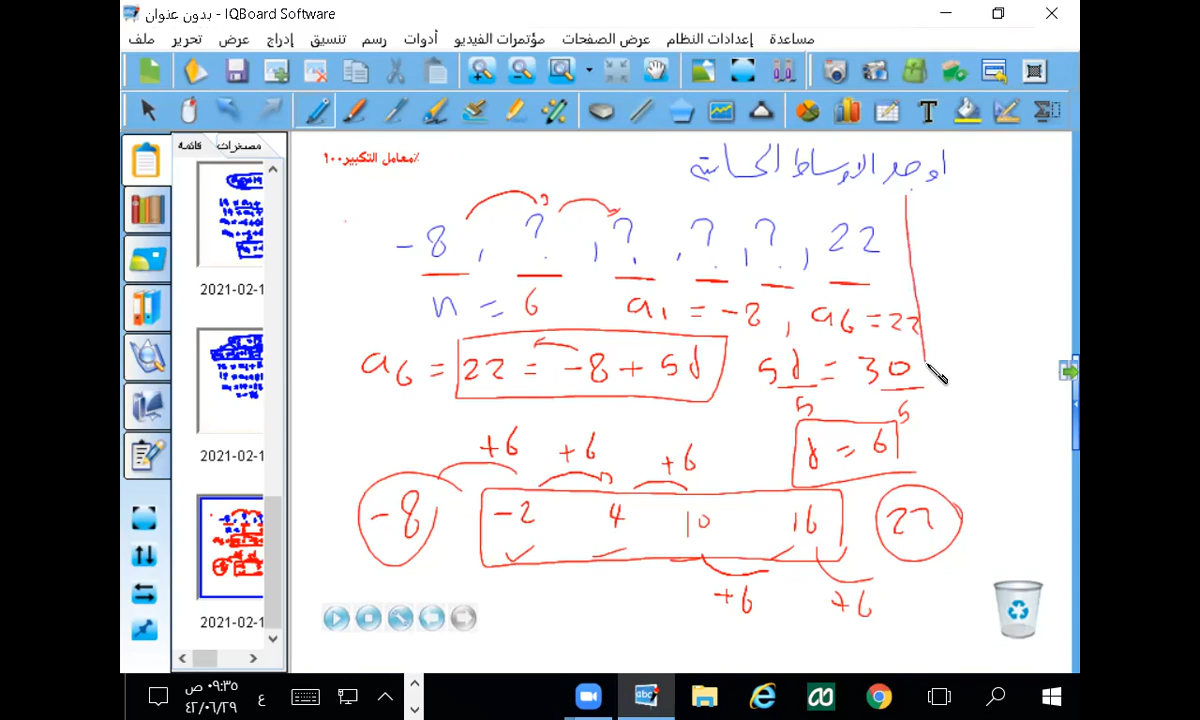 بدون عنوان - IQBoard Software
ملف تحرير عرض إدراج تنسيق رسم أدوات مؤتمرات الفيديو عرض الصفحات إعدادات النظام مساعدة
قائمة مصغرات
معامل التكبير١٠٠٪
اوجد الاوساط الحسابية
-8 , ? , ? , ? , ? , 22
n = 6 a1 = -8 , a6 = 22
a6 = 22 = -8 + 5d 5d = 30
5 5
d = 6
+6 +6 +6
-8 -2 4 10 16 22
+6 +6
2021-02-1
2021-02-1
2021-02-1
٠٩:٣٥ ص
٤٢/٠٦/٢٩
ع
abc